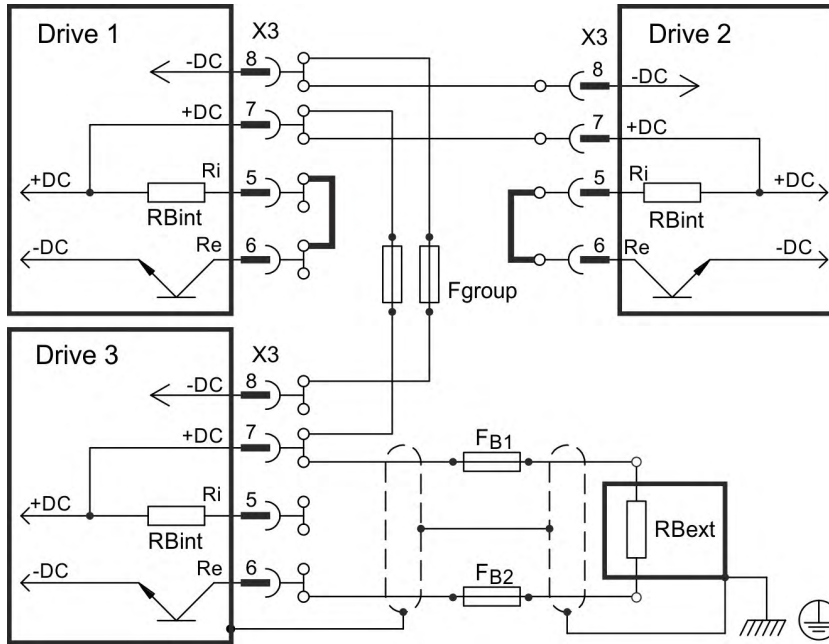 Drive 1
X3
8
-DC
7
+DC
5
Ri
+DC
RBint
6
Re
-DC
X3
Drive 2
8
-DC
7
+DC
5
Ri
+DC
RBint
6
Re
-DC
Fgroup
Drive 3
X3
8
-DC
7
+DC
5
Ri
+DC
RBint
6
Re
-DC
FB1
FB2
RBext